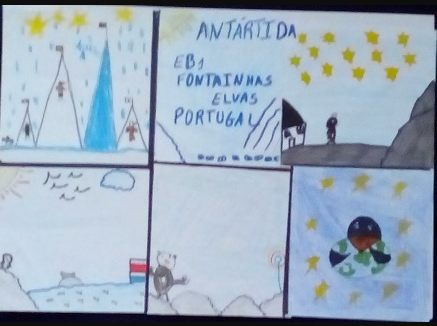 ANTÁRTIDA
EB1
FONTAINHAS
ELVAS
PORTUGAL